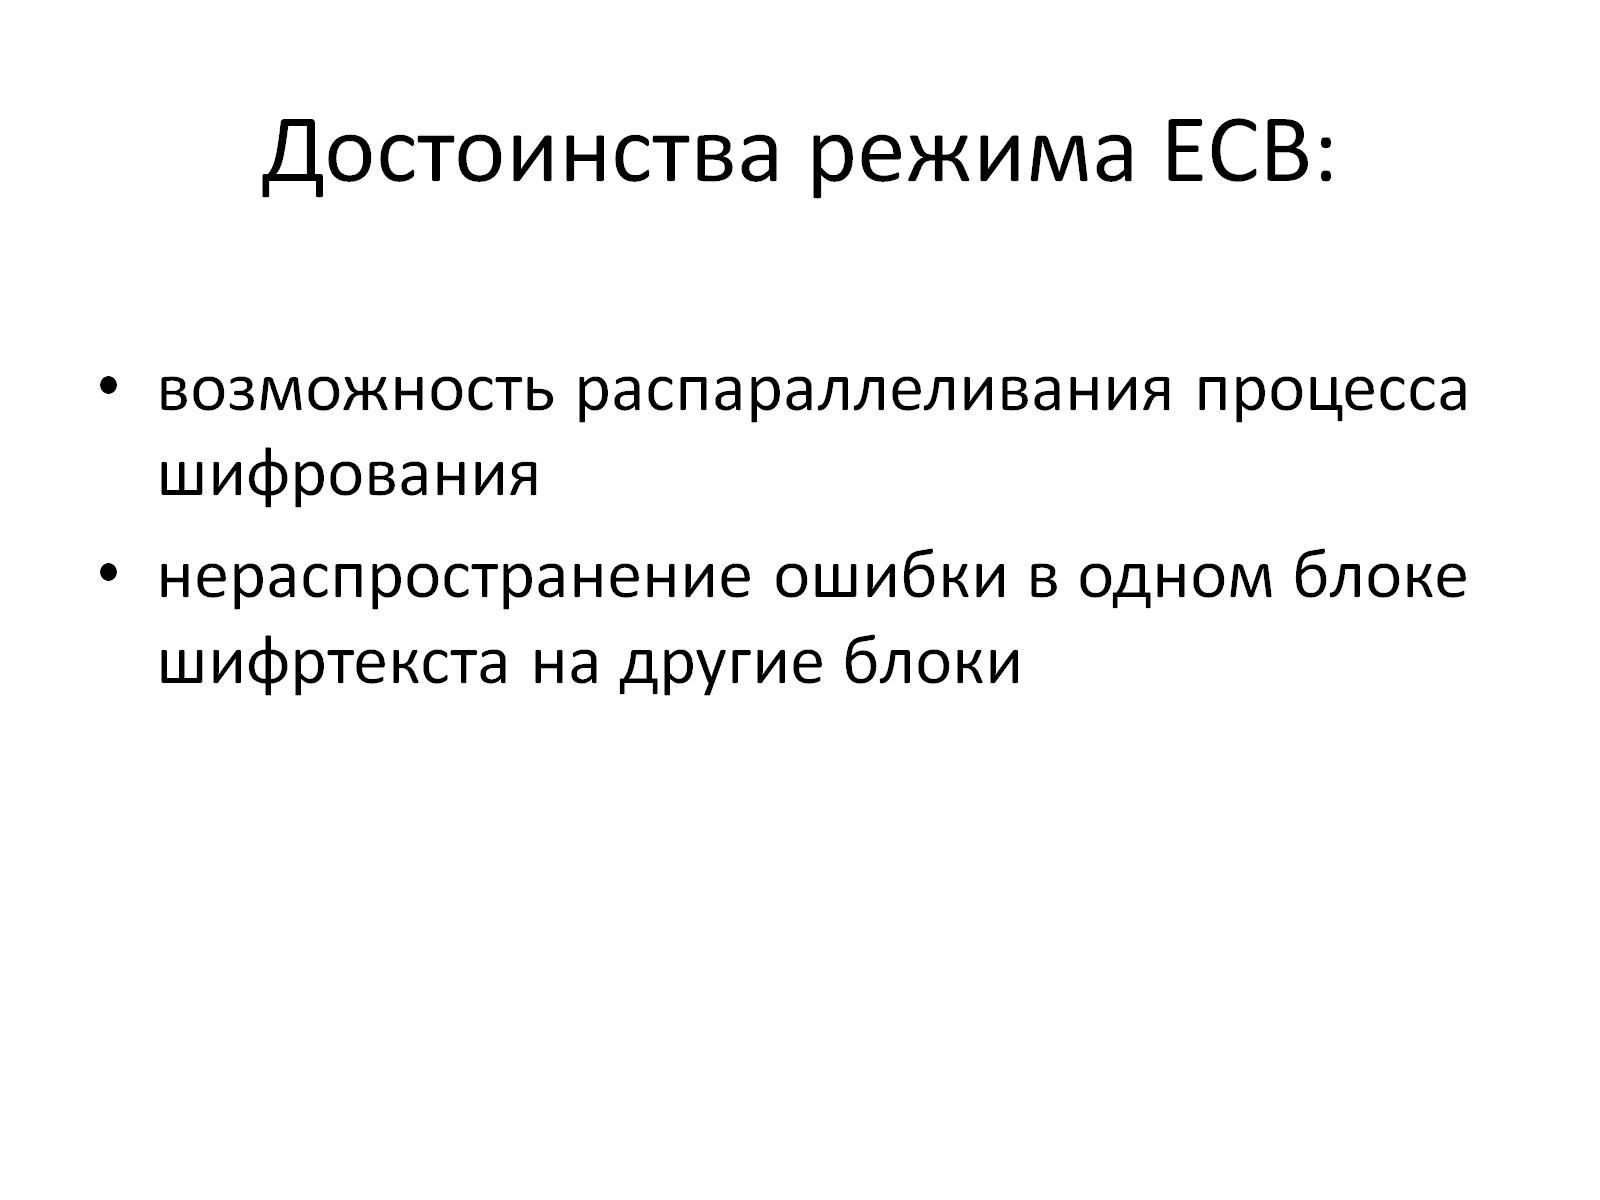 Достоинства режима ECB:
• возможность распараллеливания процесса
шифрования
• нераспространение ошибки в одном блоке
шифртекста на другие блоки